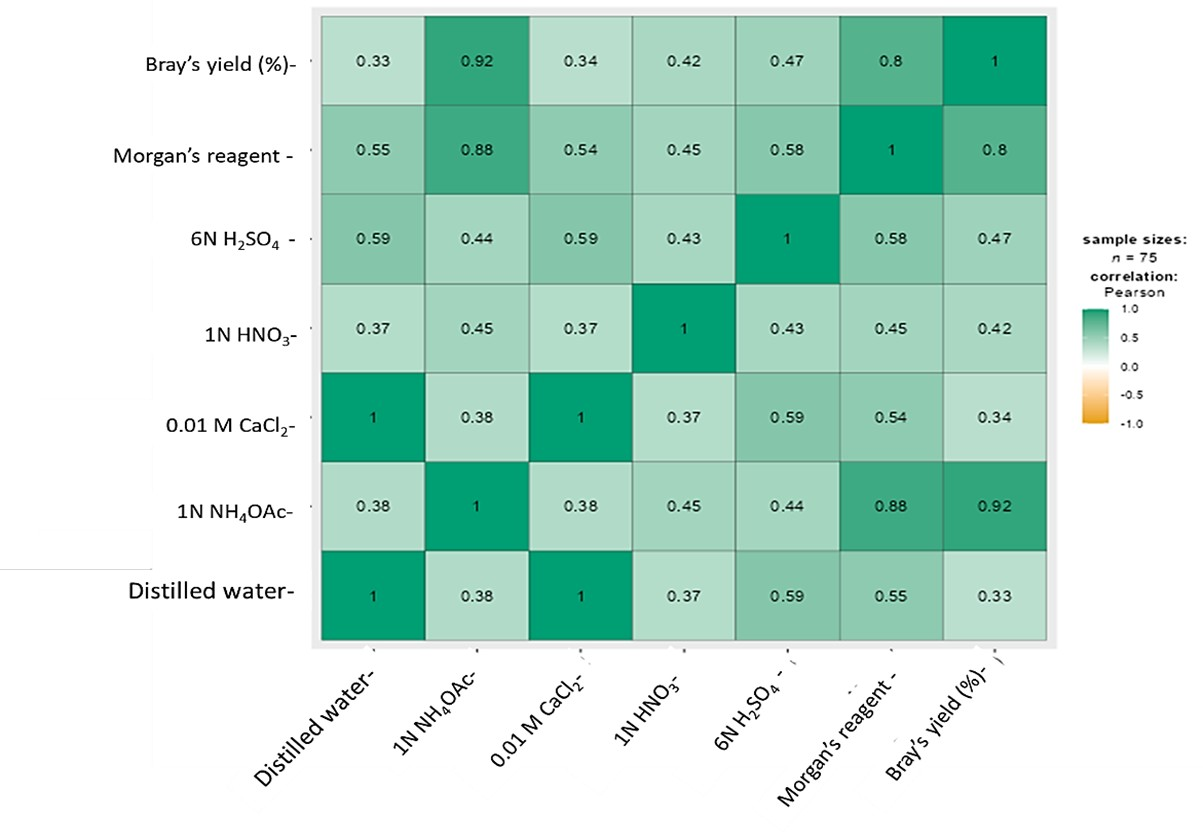 Bray’s yield (%)- 0.33 0.92 0.34 0.42 0.47 0.8 1
Morgan’s reagent - 0.55 0.88 0.54 0.45 0.58 1 0.8
6N H₂SO₄ - 0.59 0.44 0.59 0.43 1 0.58 0.47
1N HNO₃- 0.37 0.45 0.37 1 0.43 0.45 0.42
0.01 M CaCl₂- 1 0.38 1 0.37 0.59 0.54 0.34
1N NH₄OAc- 0.38 1 0.38 0.45 0.44 0.88 0.92
Distilled water- 1 0.38 1 0.37 0.59 0.55 0.33
Distilled water-
1N NH₄OAc-
0.01 M CaCl₂-
1N HNO₃-
6N H₂SO₄ -
Morgan’s reagent -
Bray’s yield (%)-
sample sizes:
n = 75
correlation:
Pearson
1.0
0.5
0.0
-0.5
-1.0